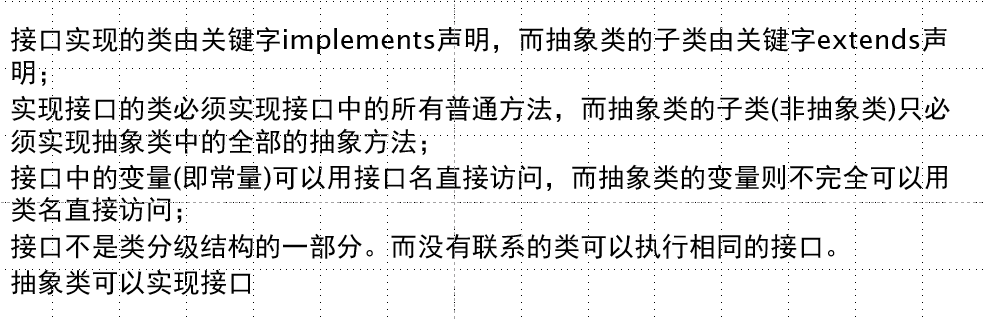 接口实现的类由关键字implements声明，而抽象类的子类由关键字extends声
明；
实现接口的类必须实现接口中的所有普通方法，而抽象类的子类(非抽象类)只必
须实现抽象类中的全部的抽象方法；
接口中的变量(即常量)可以用接口名直接访问，而抽象类的变量则不完全可以用
类名直接访问；
接口不是类分级结构的一部分。而没有联系的类可以执行相同的接口。
抽象类可以实现接口